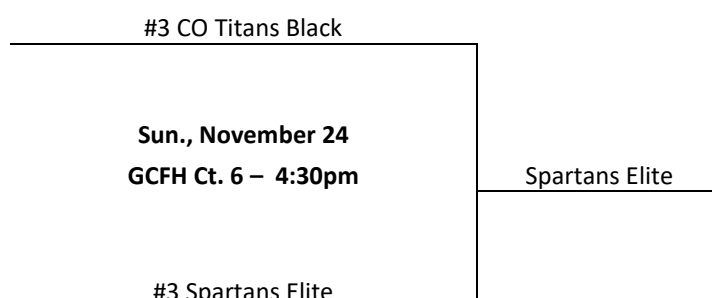 #3 CO Titans Black
Sun., November 24
GCFH Ct. 6 – 4:30pm
Spartans Elite
#3 Spartans Elite